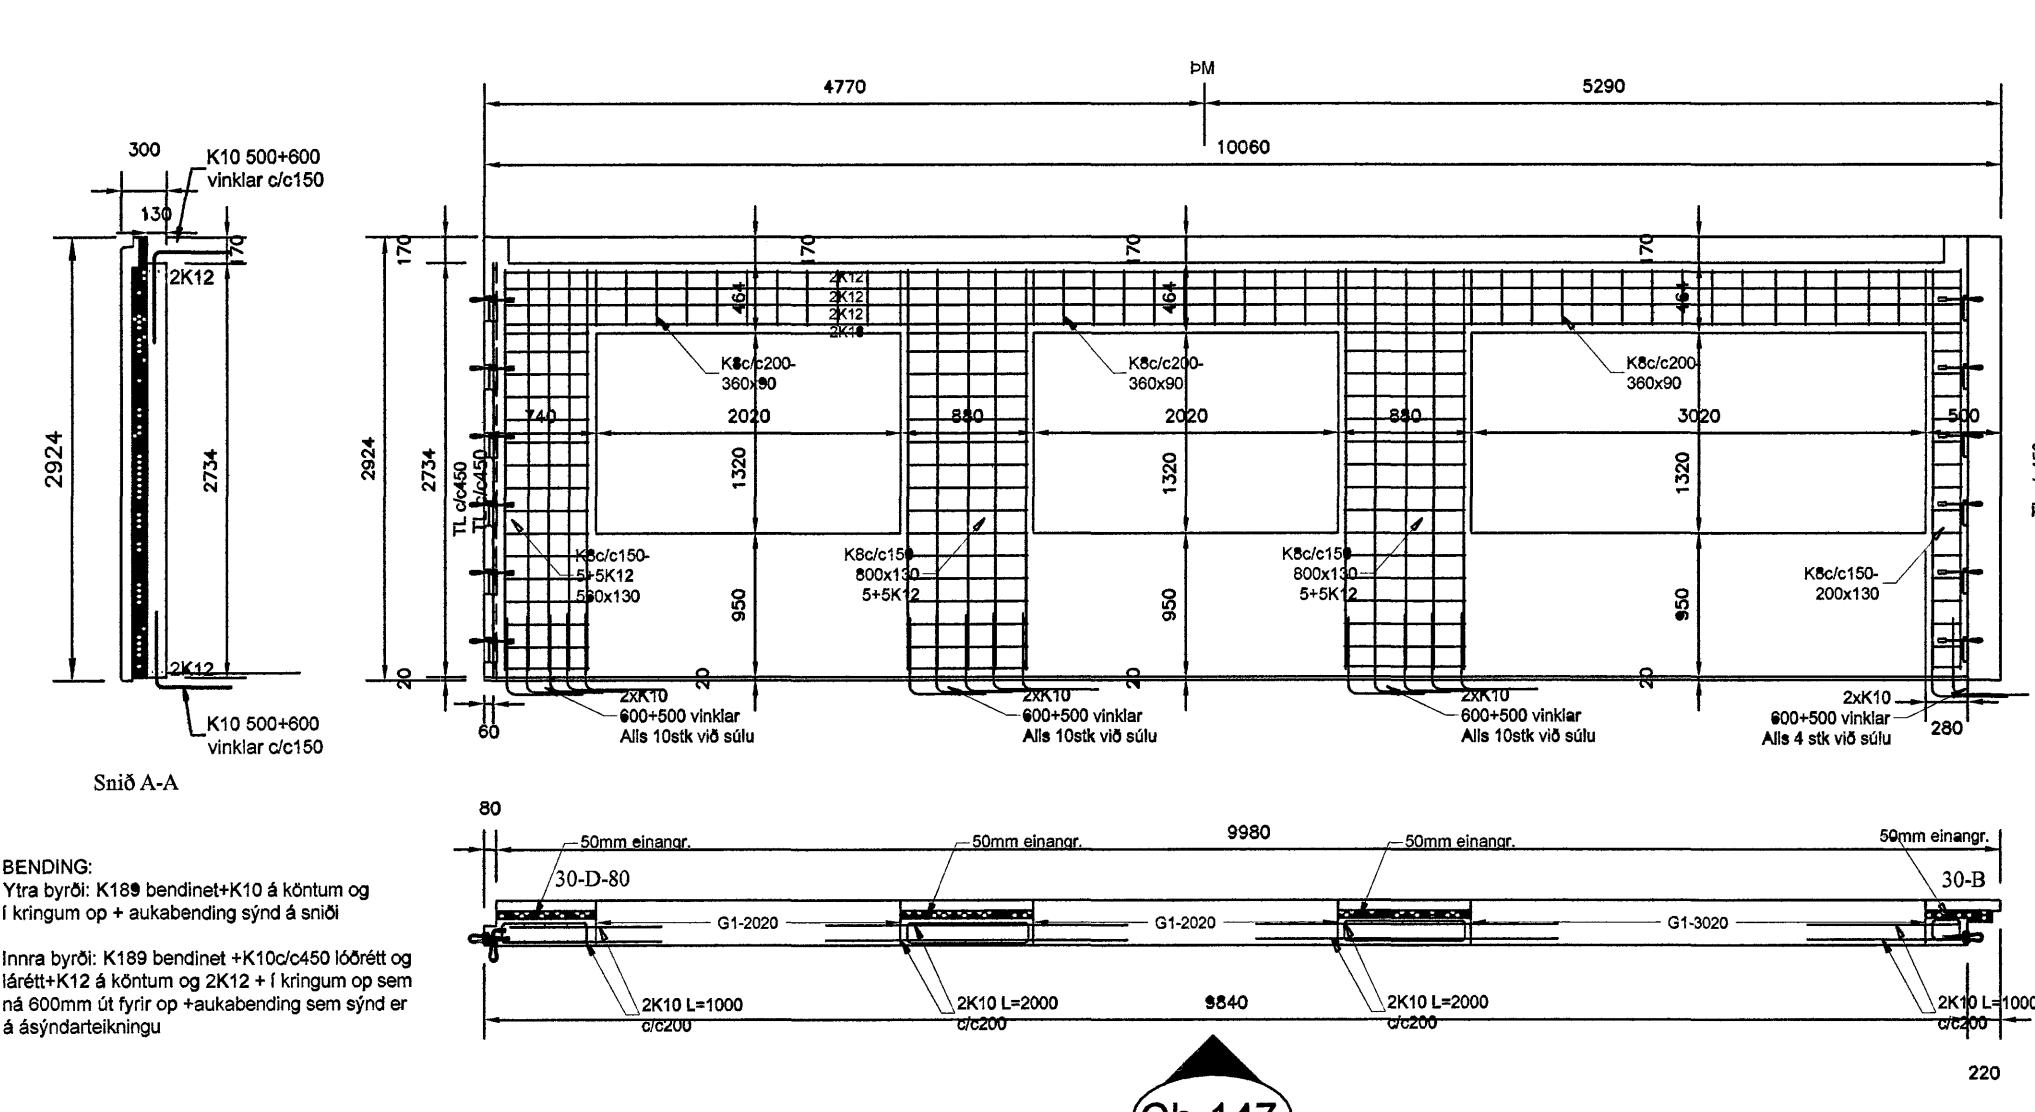 ÞM
4770
5290
10060
300
K10 500+600
vinklar c/c150
130
170
2K12
2924
2734
2K12
K10 500+600
vinklar c/c150
Snið A-A
170
2924
2734
20
TL c/c450
TL c/c450
60
170
170
170
464
464
464
2K12
2K12
2K12
K8c/c200-
360x90
K8c/c200-
360x90
K8c/c200-
360x90
740
2020
880
2020
880
3020
500
1320
1320
1320
K8c/c150-
5+5K12
560x130
K8c/c150
800x130
5+5K12
K8c/c150
800x130
5+5K12
K8c/c150-
200x130
950
950
950
20
20
20
2xK10
600+500 vinklar
Alls 10stk við súlu
2xK10
600+500 vinklar
Alls 10stk við súlu
2xK10
600+500 vinklar
Alls 10stk við súlu
2xK10
600+500 vinklar
Alls 4 stk við súlu
280
80
9980
50mm einangr.
50mm einangr.
50mm einangr.
50mm einangr.
30-D-80
30-B
G1-2020
G1-2020
G1-3020
2K10 L=1000
c/c200
2K10 L=2000
c/c200
9840
2K10 L=2000
c/c200
2K10 L=1000
c/c200
220
BENDING:
Ytra byrði: K189 bendinet+K10 á köntum og
í kringum op + aukabending sýnd á sniði
Innra byrði: K189 bendinet +K10c/c450 lóðrétt og
lárétt+K12 á köntum og 2K12 + í kringum op sem
ná 600mm út fyrir op +aukabending sem sýnd er
á ásýndarteikningu